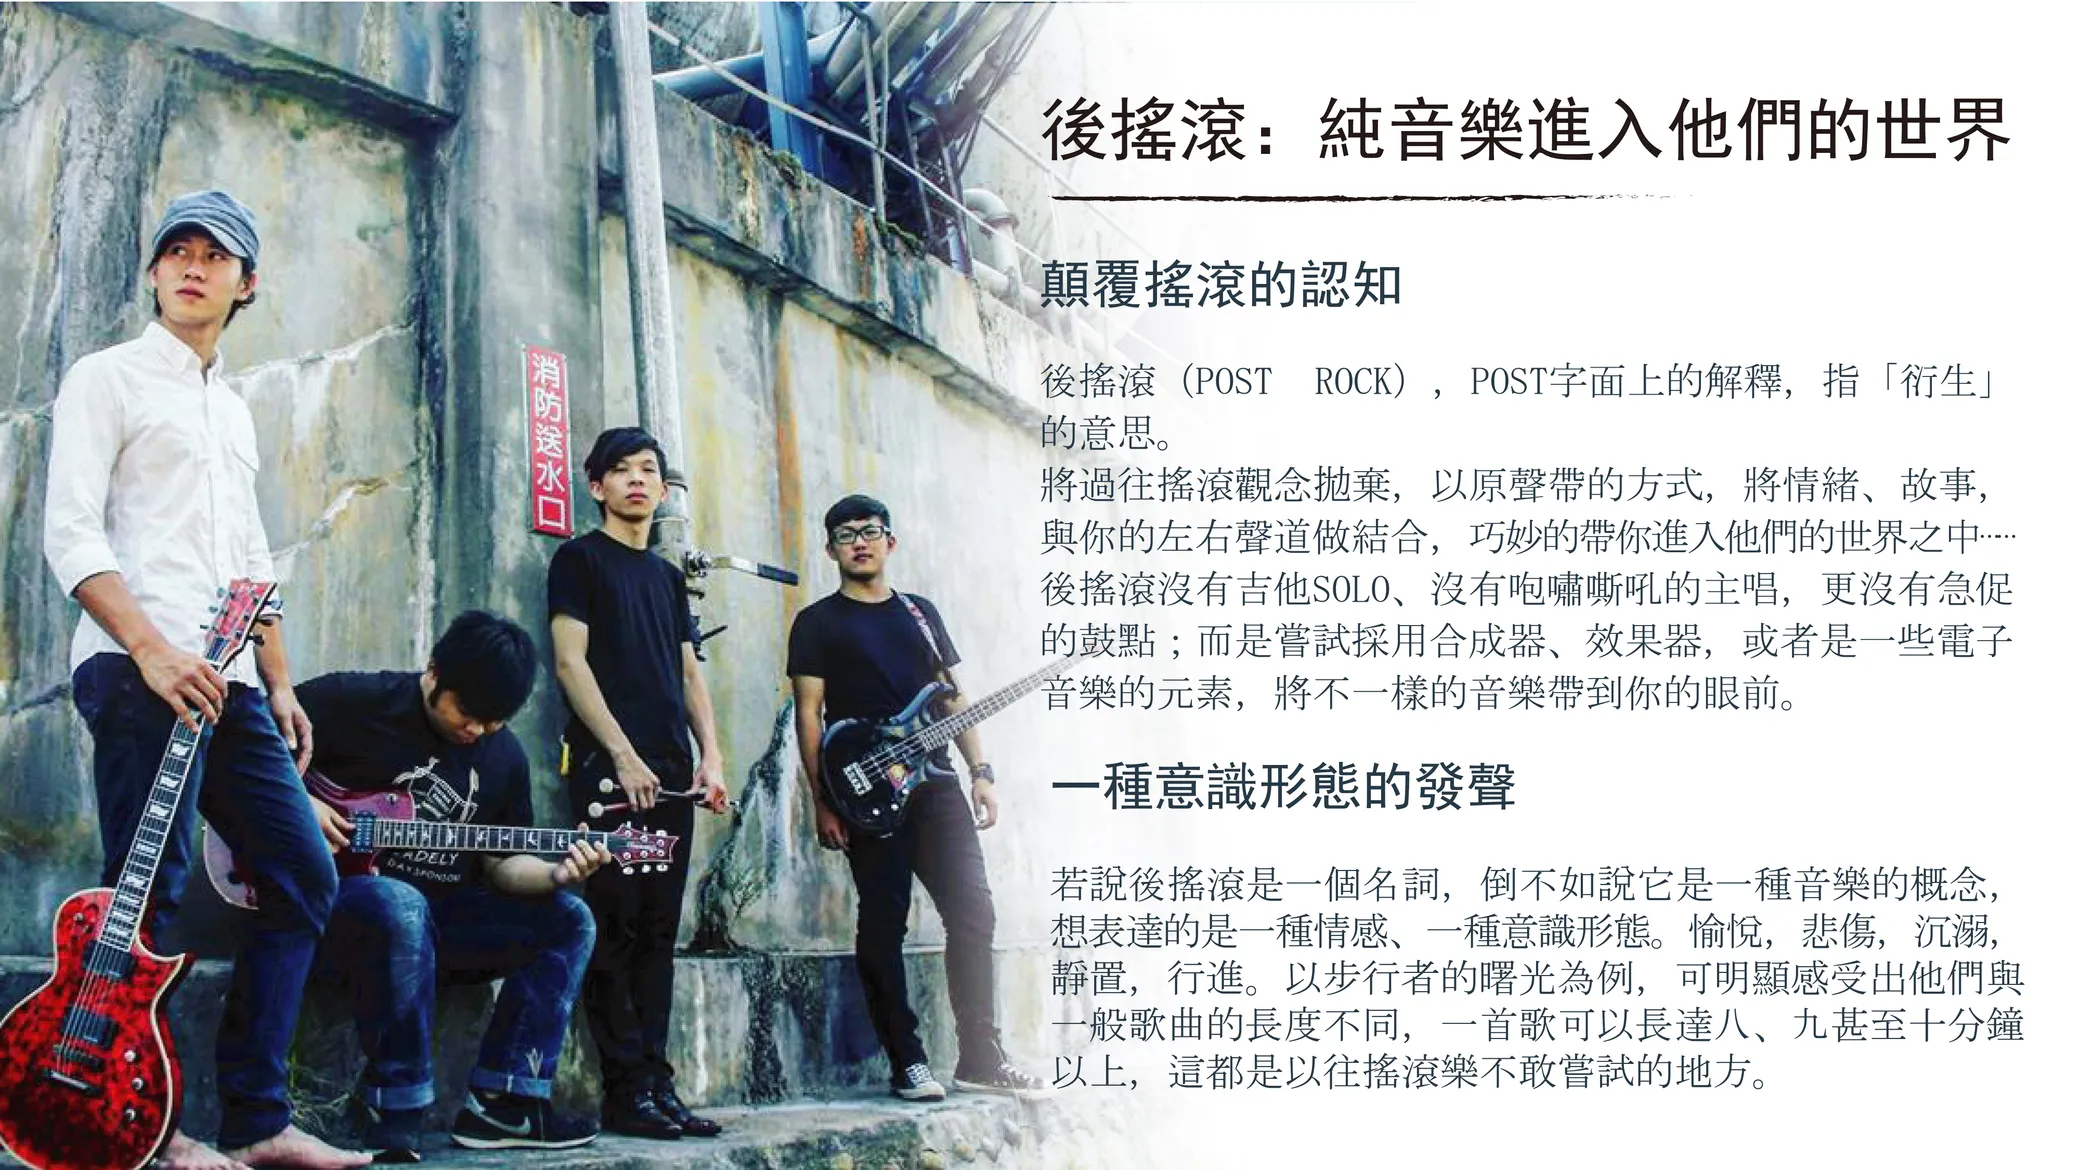 後搖滾：純音樂進入他們的世界
顛覆搖滾的認知
後搖滾（POST ROCK），POST字面上的解釋，指「衍生」
的意思。
將過往搖滾觀念拋棄，以原聲帶的方式，將情緒、故事，
與你的左右聲道做結合，巧妙的帶你進入他們的世界之中……
後搖滾沒有吉他SOLO、沒有咆嘯嘶吼的主唱，更沒有急促
的鼓點；而是嘗試採用合成器、效果器，或者是一些電子
音樂的元素，將不一樣的音樂帶到你的眼前。
一種意識形態的發聲
若說後搖滾是一個名詞，倒不如說它是一種音樂的概念，
想表達的是一種情感、一種意識形態。愉悅，悲傷，沉溺，
靜置，行進。以步行者的曙光為例，可明顯感受出他們與
一般歌曲的長度不同，一首歌可以長達八、九甚至十分鐘
以上，這都是以往搖滾樂不敢嘗試的地方。
消防送水口